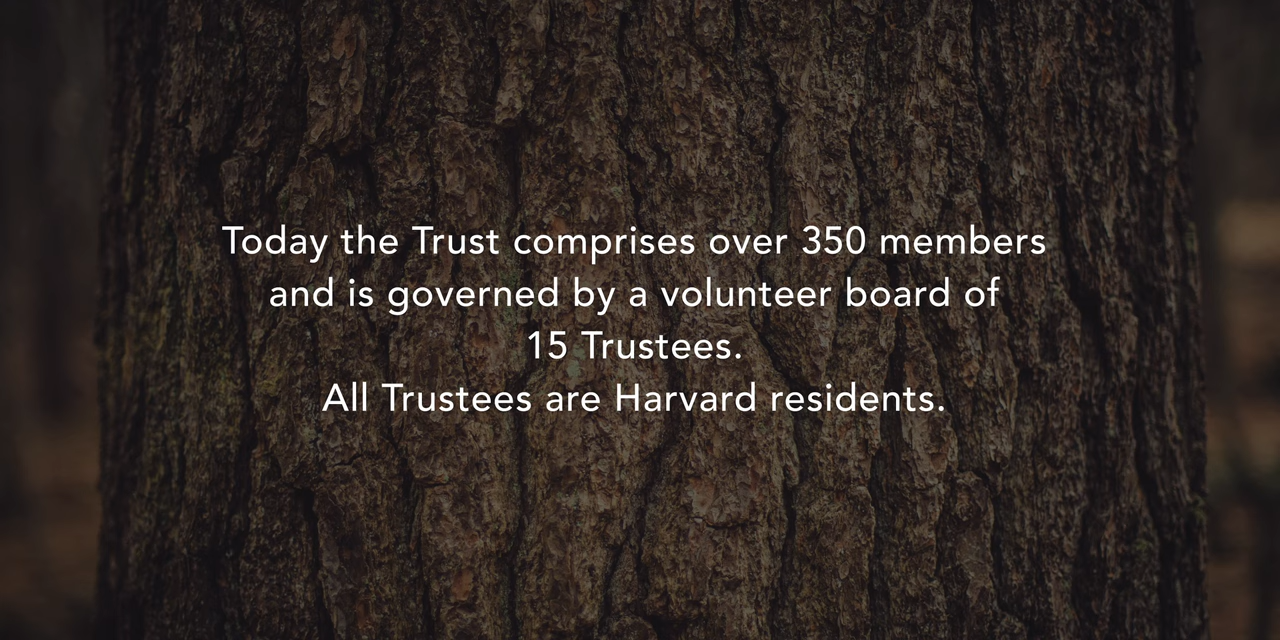 Today the Trust comprises over 350 members
and is governed by a volunteer board of
15 Trustees.
All Trustees are Harvard residents.